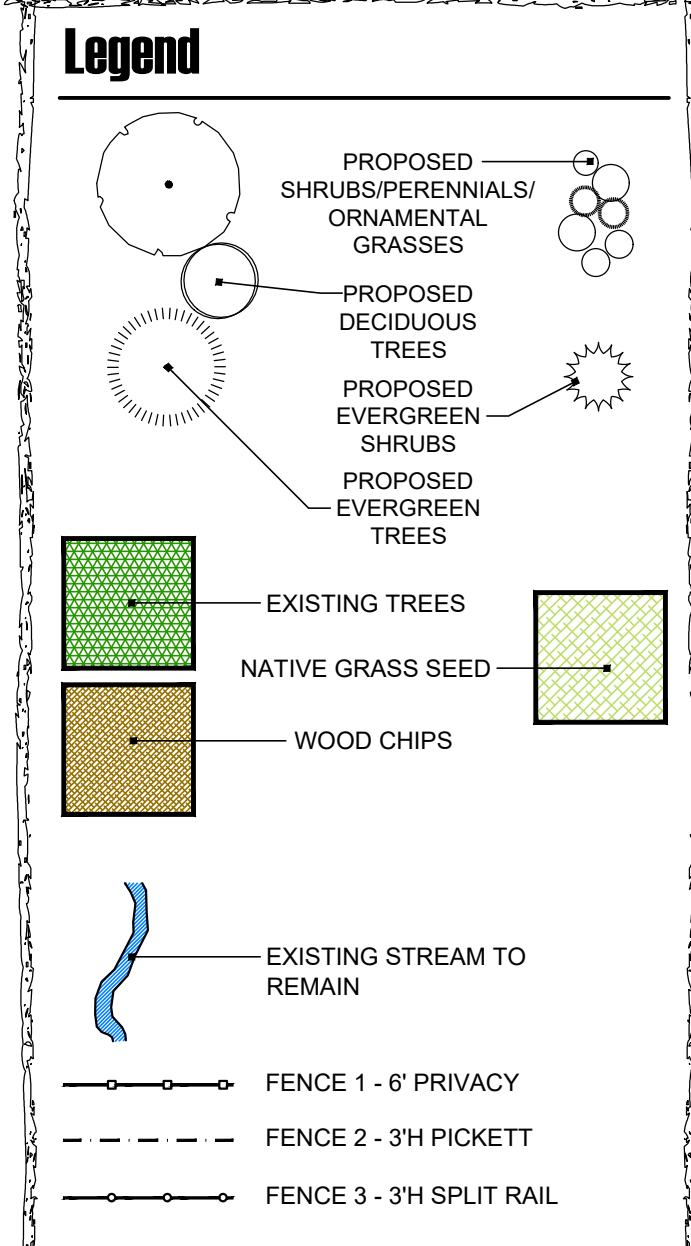 Legend
PROPOSED
SHRUBS/PERENNIALS/
ORNAMENTAL
GRASSES
PROPOSED
DECIDUOUS
TREES
PROPOSED
EVERGREEN
SHRUBS
PROPOSED
EVERGREEN
TREES
EXISTING TREES
NATIVE GRASS SEED
WOOD CHIPS
EXISTING STREAM TO
REMAIN
FENCE 1 - 6' PRIVACY
FENCE 2 - 3'H PICKETT
FENCE 3 - 3'H SPLIT RAIL